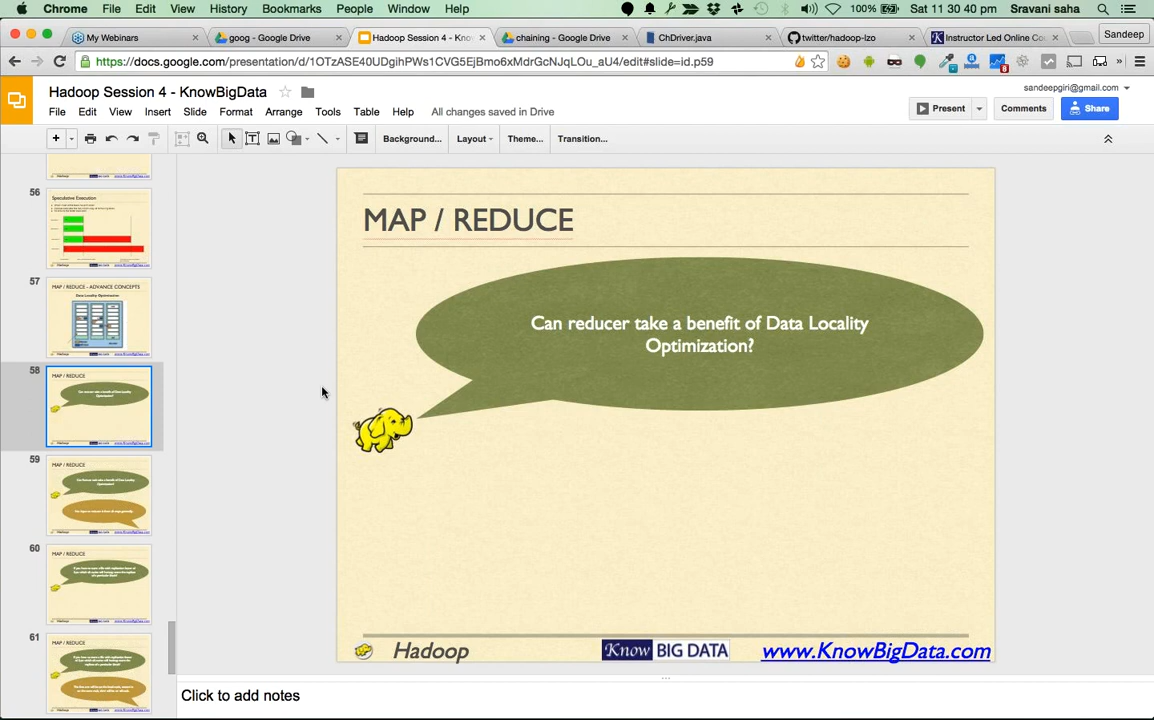 Chrome File Edit View History Bookmarks People Window Help 100% Sat 11 30 40 pm Sravani saha
My Webinars goog - Google Drive Hadoop Session 4 - Kno chaining - Google Drive ChDriver.java twitter/hadoop-lzo Instructor Led Online Co Sandeep
https://docs.google.com/presentation/d/1OTzASE40UDgihPWs1CVG5EjBmo6xMdrGcNJqLOu_aU4/edit#slide=id.p59
Hadoop Session 4 - KnowBigData
sandeepgiri@gmail.com
File Edit View Insert Slide Format Arrange Tools Table Help All changes saved in Drive
Present Comments Share
Background... Layout Theme... Transition...
56
Speculative Execution
57
MAP / REDUCE - ADVANCE CONCEPTS
Data Locality Optimization
58
MAP / REDUCE
59
MAP / REDUCE
60
MAP / REDUCE
61
MAP / REDUCE
MAP / REDUCE
Can reducer take a benefit of Data Locality
Optimization?
Hadoop Know BIG DATA www.KnowBigData.com
Click to add notes